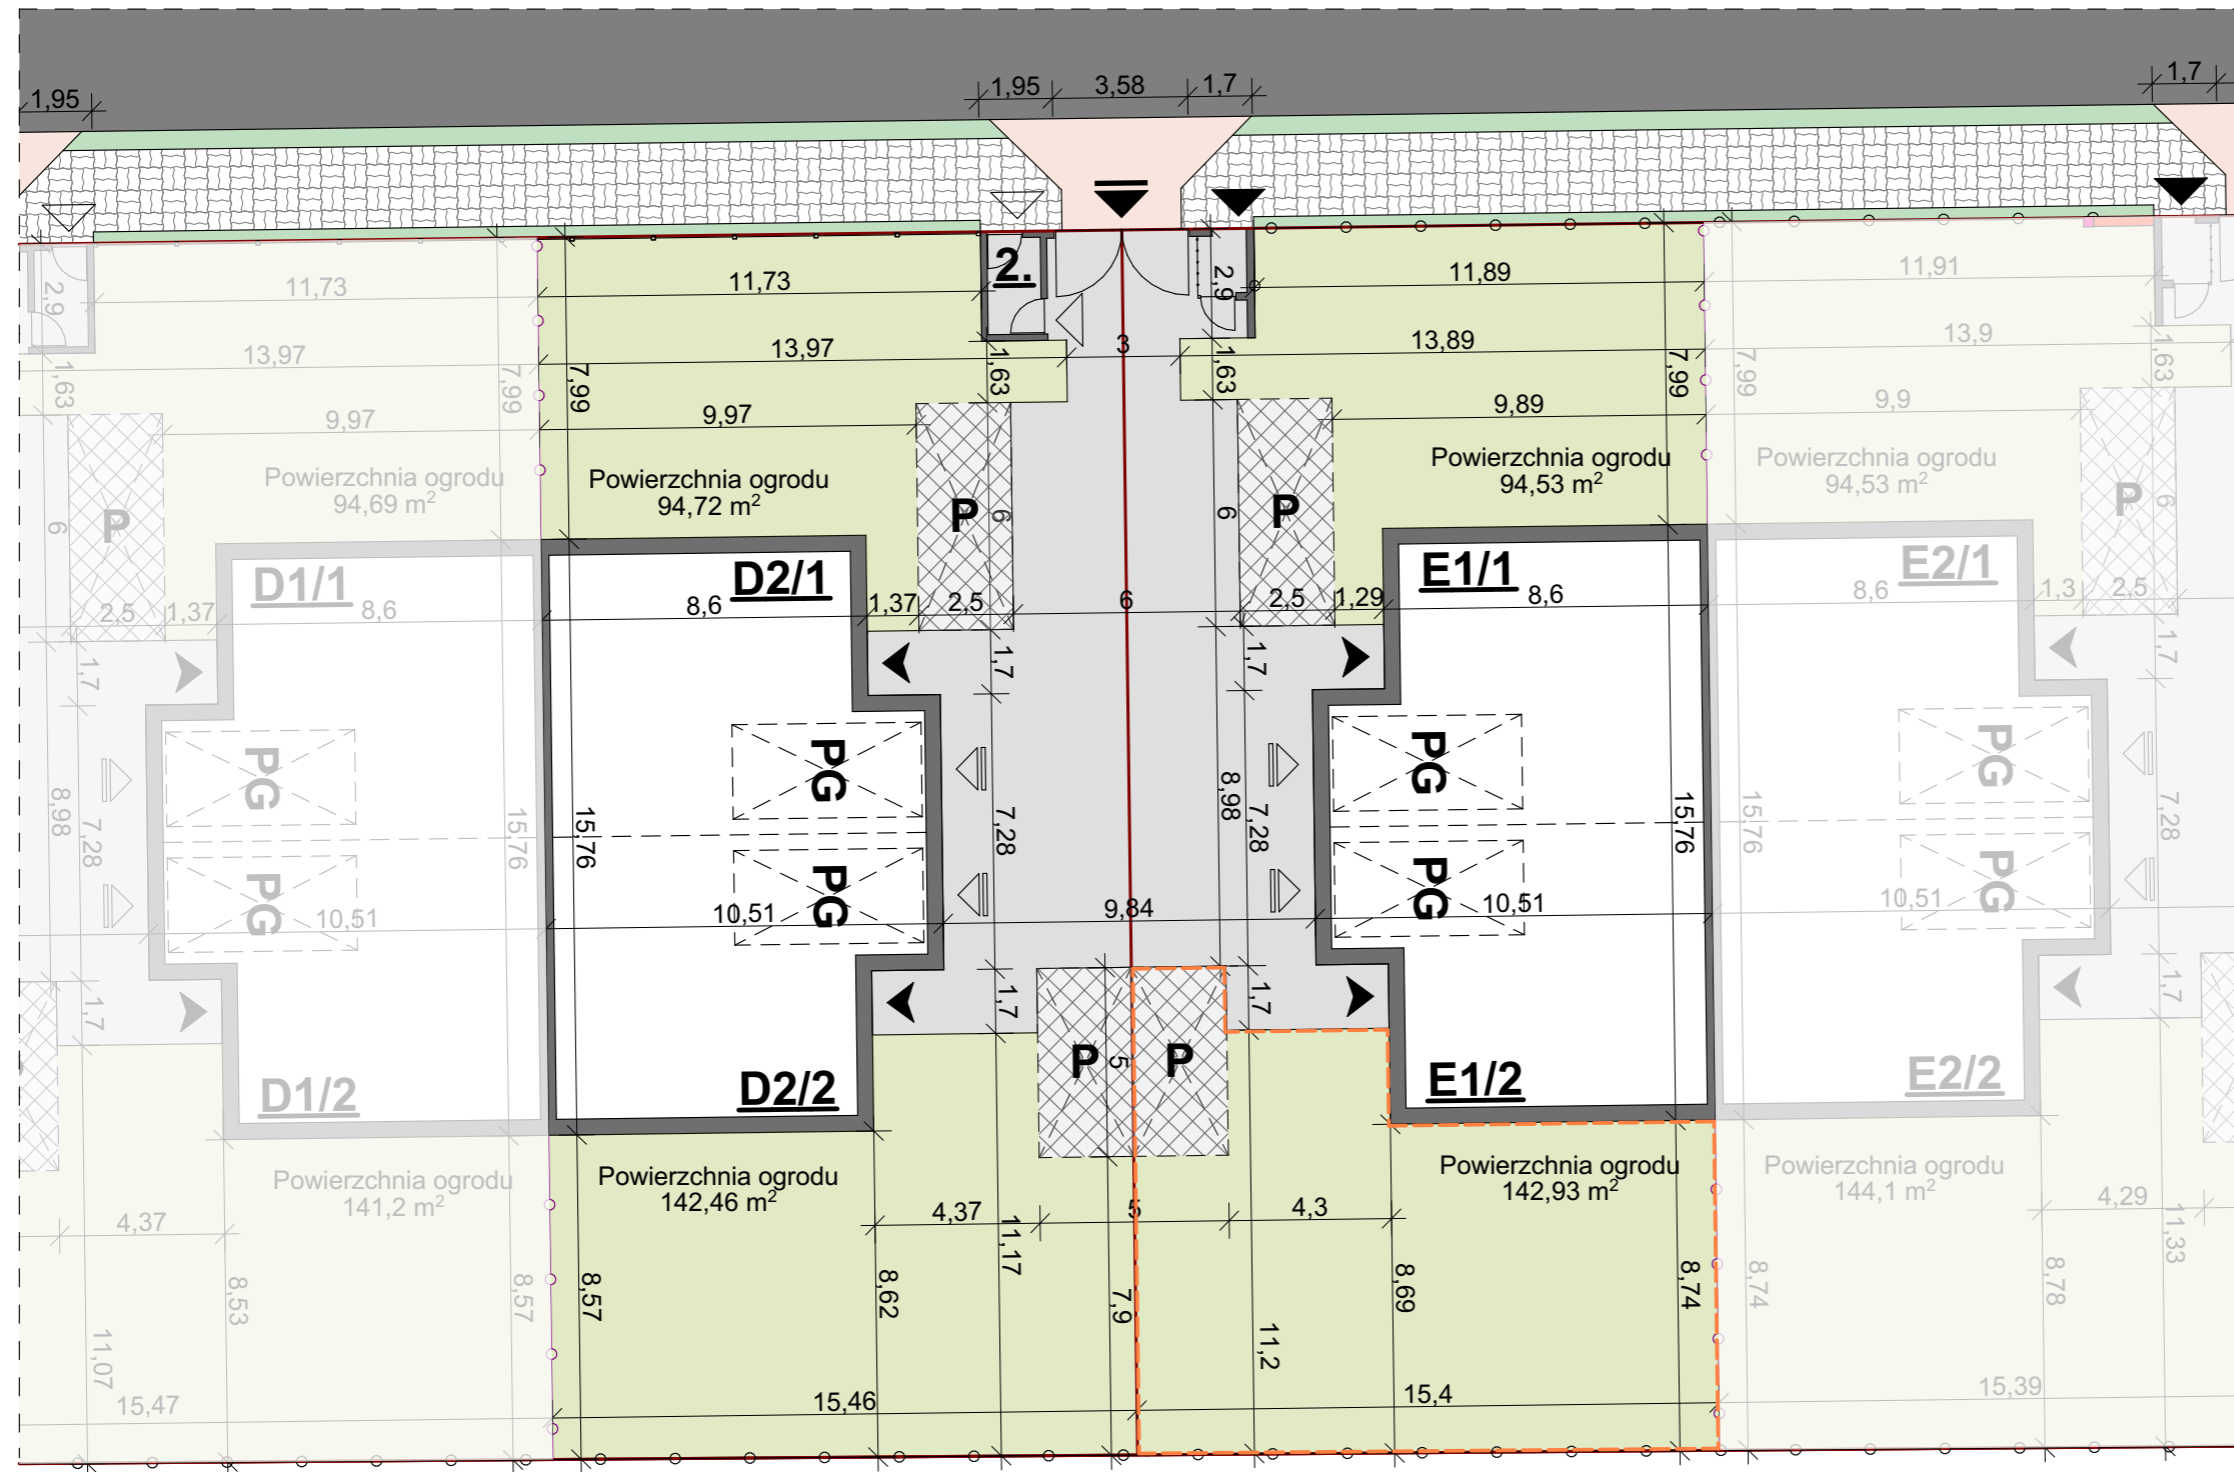 1,95
1,95
3,58
1,7
1,7
2.
11,73
11,73
11,89
11,91
2,9
2,9
13,97
13,97
3
13,89
13,9
1,63
7,99
7,99
1,63
1,63
7,99
7,99
1,63
9,97
9,97
9,89
9,9
Powierzchnia ogrodu
94,69 m²
Powierzchnia ogrodu
94,72 m²
Powierzchnia ogrodu
94,53 m²
Powierzchnia ogrodu
94,53 m²
6
P
P
6
6
P
P
6
D1/1
D2/1
E1/1
E2/1
2,5
1,37
8,6
8,6
1,37
2,5
6
2,5
1,29
8,6
8,6
1,3
2,5
1,7
1,7
1,7
1,7
PG
PG
PG
PG
8,98
7,28
15,76
15,76
7,28
8,98
7,28
15,76
15,76
7,28
PG
PG
PG
PG
10,51
10,51
9,84
10,51
10,51
1,7
1,7
1,7
1,7
P
5
P
D1/2
D2/2
E1/2
E2/2
Powierzchnia ogrodu
141,2 m²
Powierzchnia ogrodu
142,46 m²
Powierzchnia ogrodu
142,93 m²
Powierzchnia ogrodu
144,1 m²
4,37
4,37
5
4,3
4,29
11,07
8,53
8,57
8,57
8,62
11,17
7,9
11,2
8,69
8,74
8,74
8,78
11,33
15,47
15,46
15,4
15,39